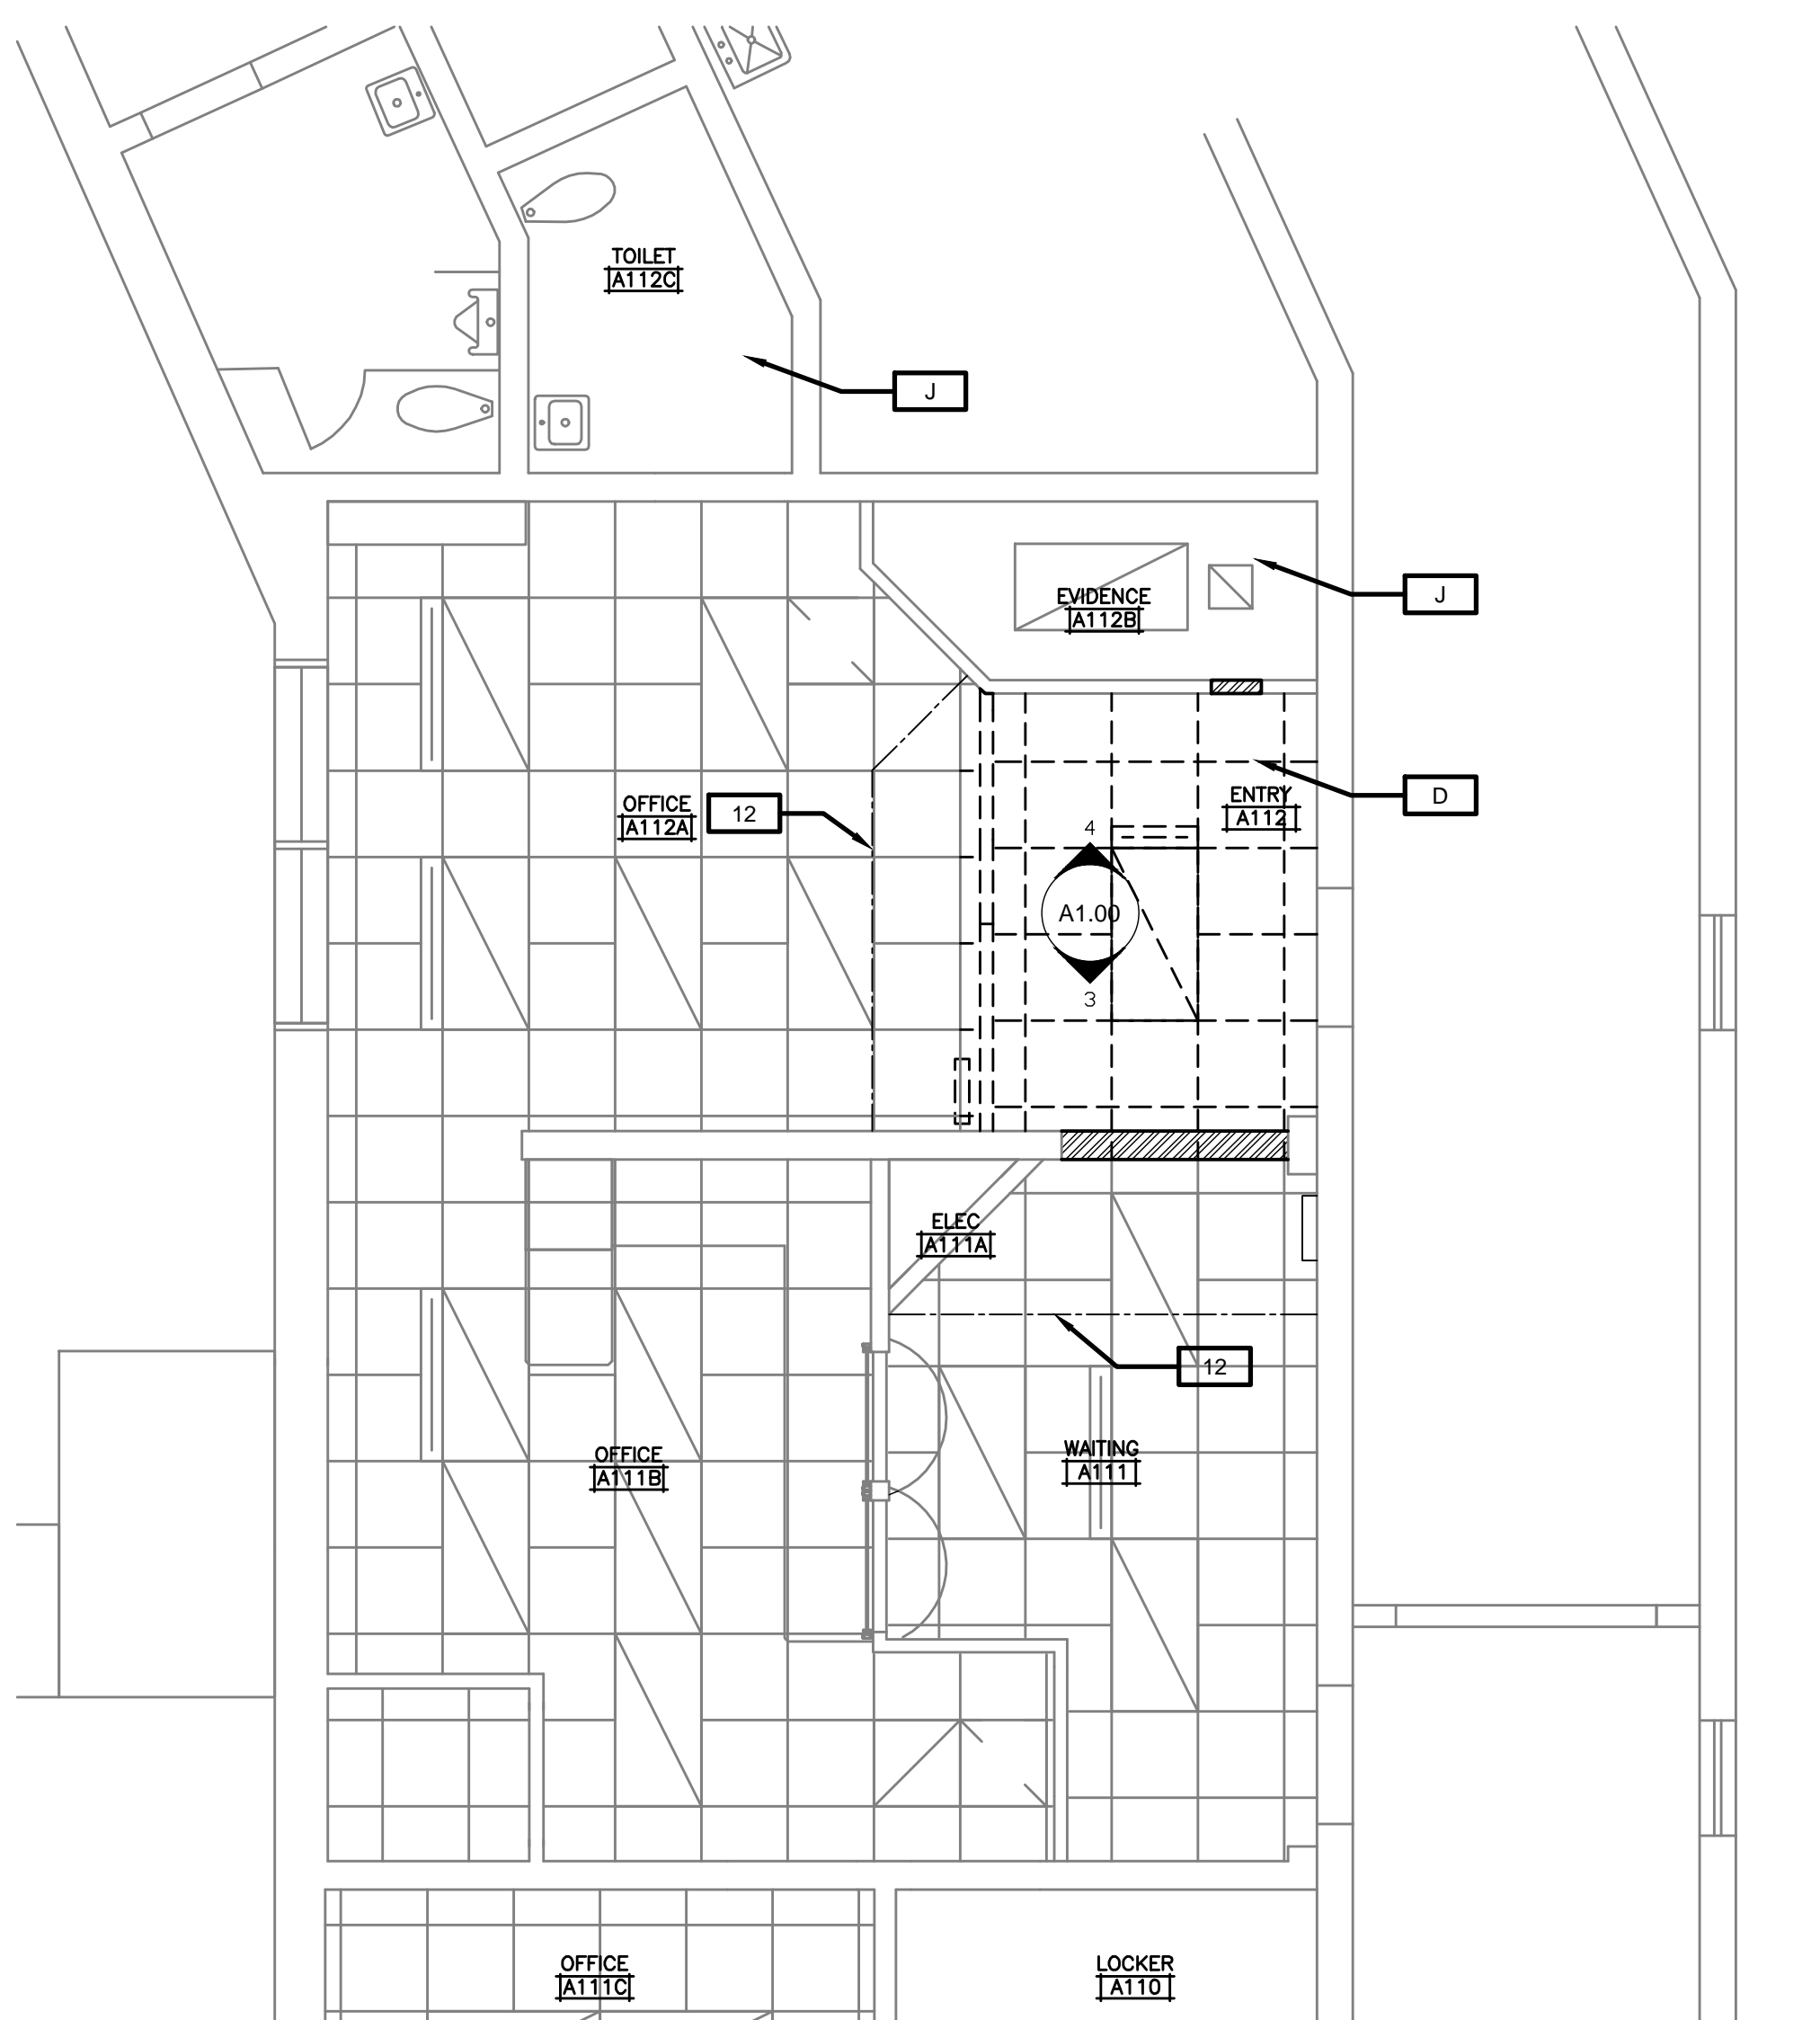 TOILET
A112C
J
EVIDENCE
A112B
J
OFFICE
A112A
12
ENTRY
A112
D
4
A1.00
3
ELEC
A111A
12
OFFICE
A111B
WAITING
A111
OFFICE
A111C
LOCKER
A110